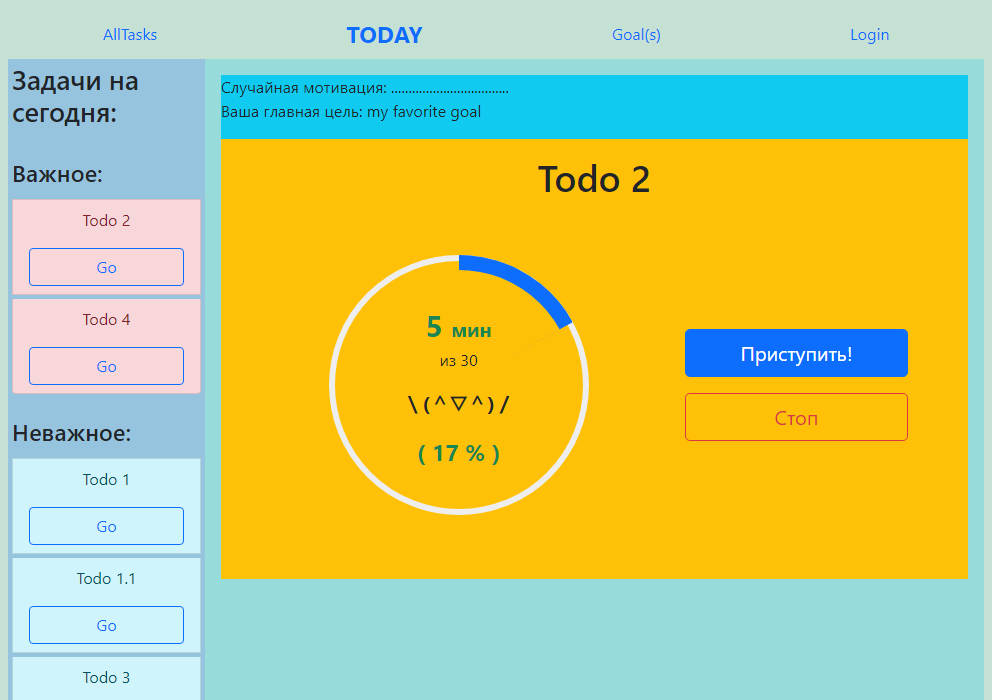 AllTasks
TODAY
Goal(s)
Login
Задачи на
сегодня:
Важное:
Todo 2
Go
Todo 4
Go
Неважное:
Todo 1
Go
Todo 1.1
Go
Todo 3
Случайная мотивация: ..................................
Ваша главная цель: my favorite goal
Todo 2
5 мин
из 30
\(^▽^)/
( 17 % )
Приступить!
Стоп